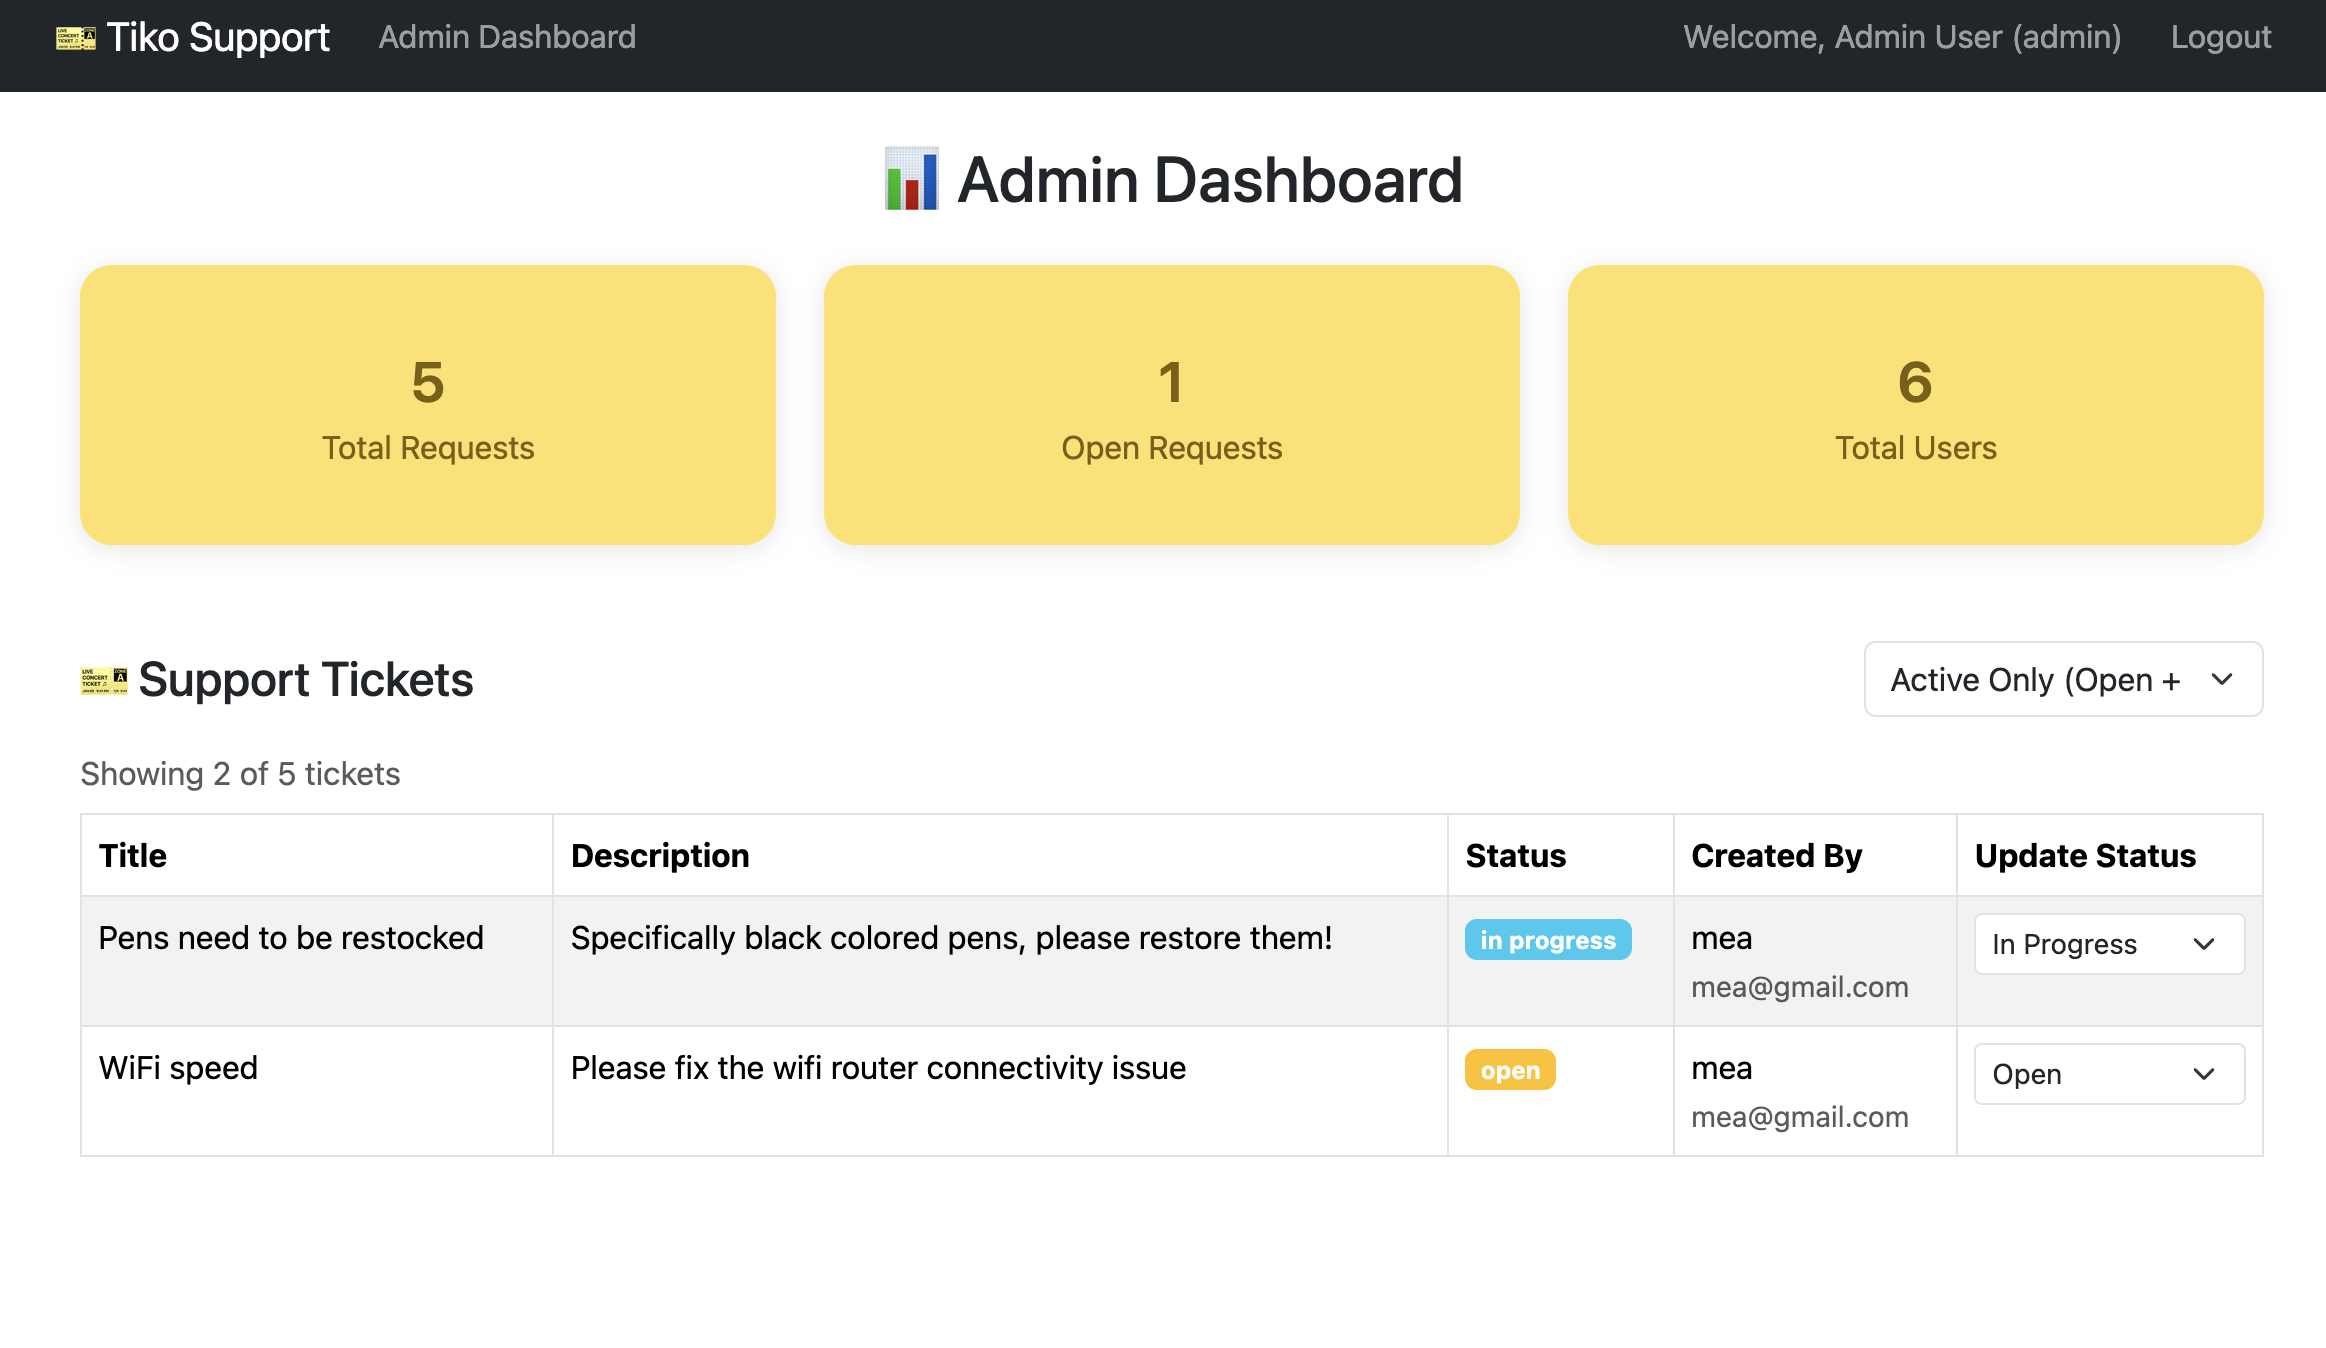 Tiko Support Admin Dashboard Welcome, Admin User (admin) Logout
Admin Dashboard
5 1 6
Total Requests Open Requests Total Users
Support Tickets Active Only (Open +
Showing 2 of 5 tickets
Title Description Status Created By Update Status
Pens need to be restocked Specifically black colored pens, please restore them! in progress mea In Progress
mea@gmail.com
WiFi speed Please fix the wifi router connectivity issue open mea Open
mea@gmail.com